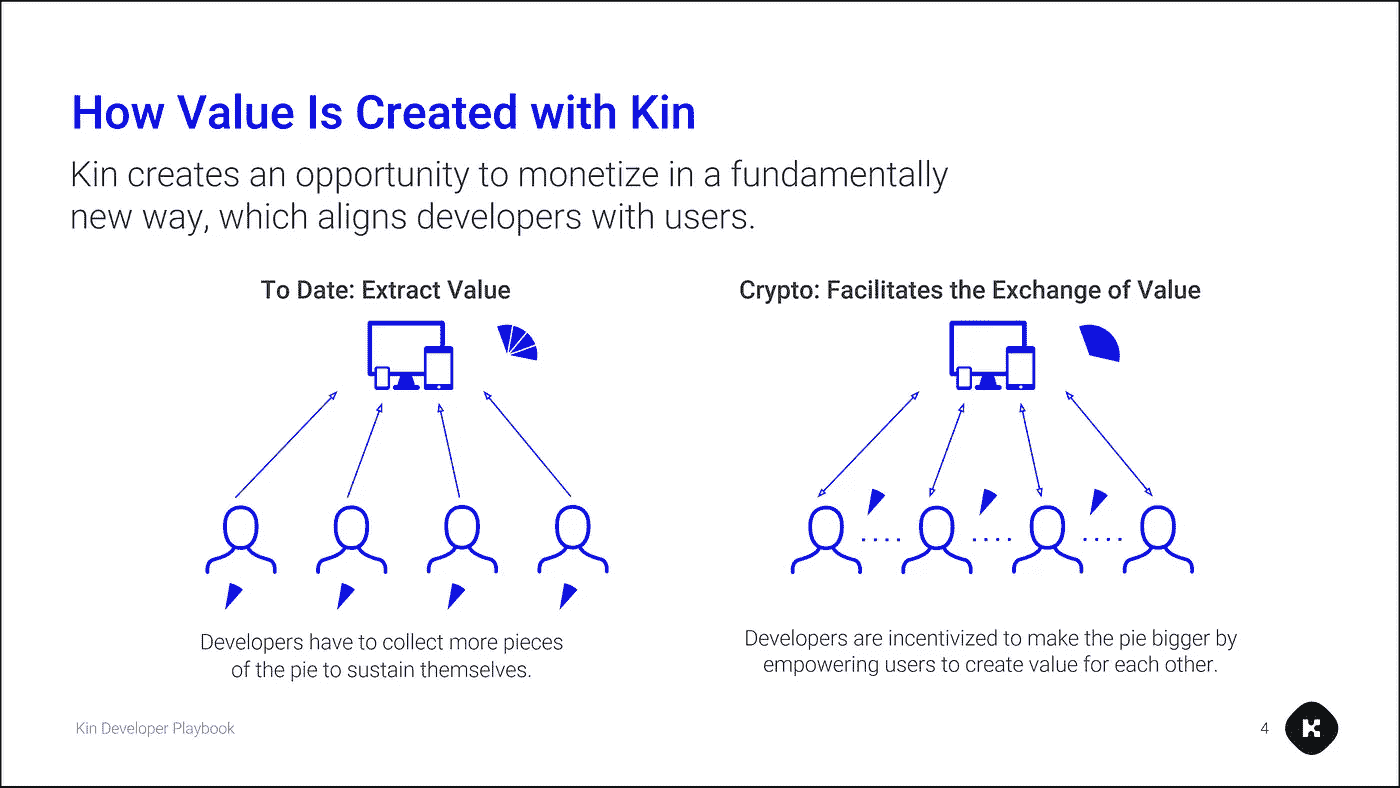 How Value Is Created with Kin
Kin creates an opportunity to monetize in a fundamentally
new way, which aligns developers with users.
To Date: Extract Value
Developers have to collect more pieces
of the pie to sustain themselves.
Crypto: Facilitates the Exchange of Value
Developers are incentivized to make the pie bigger by
empowering users to create value for each other.
Kin Developer Playbook
4
K